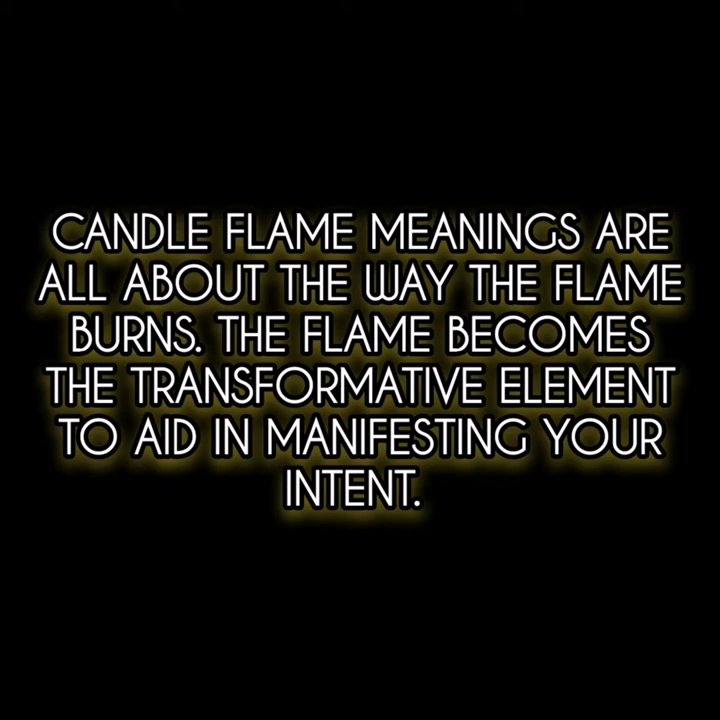 CANDLE FLAME MEANINGS ARE
ALL ABOUT THE WAY THE FLAME
BURNS. THE FLAME BECOMES
THE TRANSFORMATIVE ELEMENT
TO AID IN MANIFESTING YOUR
INTENT.